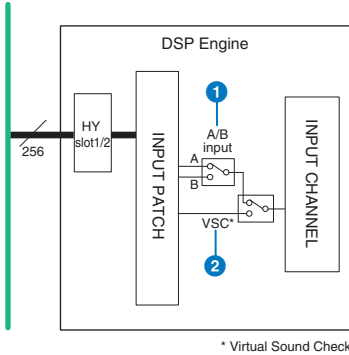 DSP Engine
1
A/B
input
HY
slot1/2
256
INPUT PATCH
A
B
VSC*
2
INPUT CHANNEL
* Virtual Sound Check